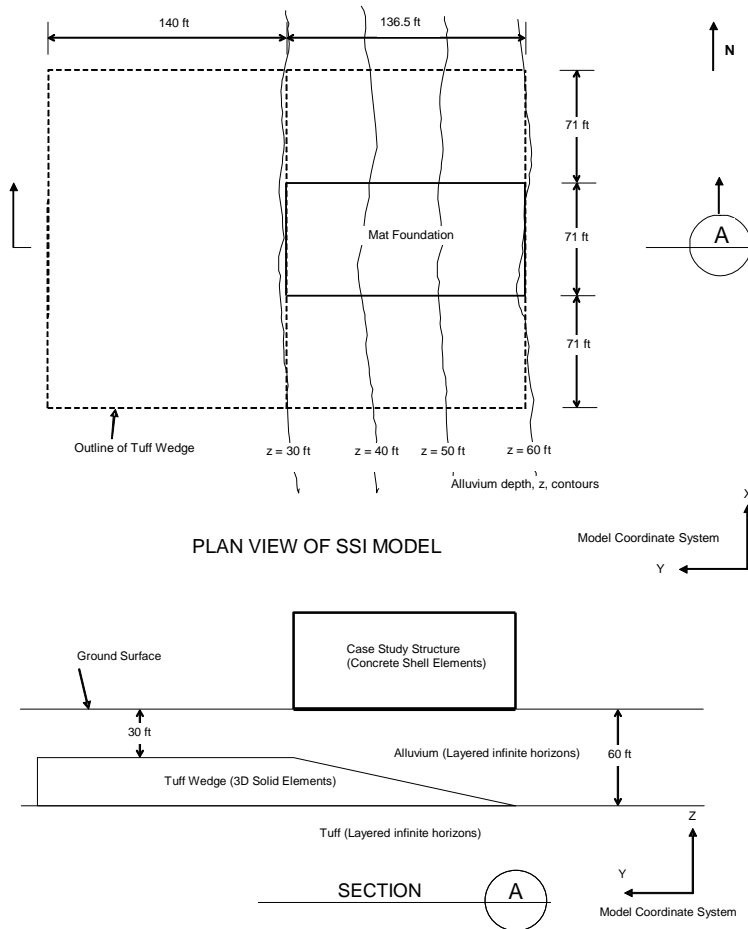 140 ft
136.5 ft
N
71 ft
71 ft
Mat Foundation
A
71 ft
Outline of Tuff Wedge
z = 30 ft
z = 40 ft
z = 50 ft
z = 60 ft
Alluvium depth, z, contours
X
PLAN VIEW OF SSI MODEL
Model Coordinate System
Y
Case Study Structure
(Concrete Shell Elements)
Ground Surface
30 ft
Alluvium (Layered infinite horizons)
60 ft
Tuff Wedge (3D Solid Elements)
Z
Tuff (Layered infinite horizons)
Y
SECTION
A
Model Coordinate System